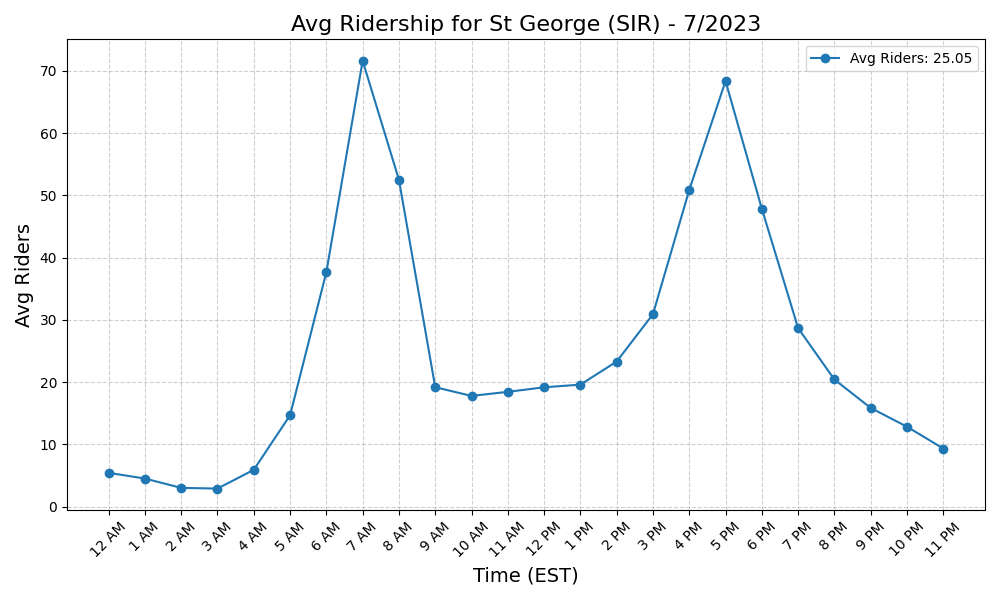 Avg Ridership for St George (SIR) - 7/2023
Avg Riders: 25.05
Avg Riders
70
60
50
40
30
20
10
0
12 AM
1 AM
2 AM
3 AM
4 AM
5 AM
6 AM
7 AM
8 AM
9 AM
10 AM
11 AM
12 PM
1 PM
2 PM
3 PM
4 PM
5 PM
6 PM
7 PM
8 PM
9 PM
10 PM
11 PM
Time (EST)